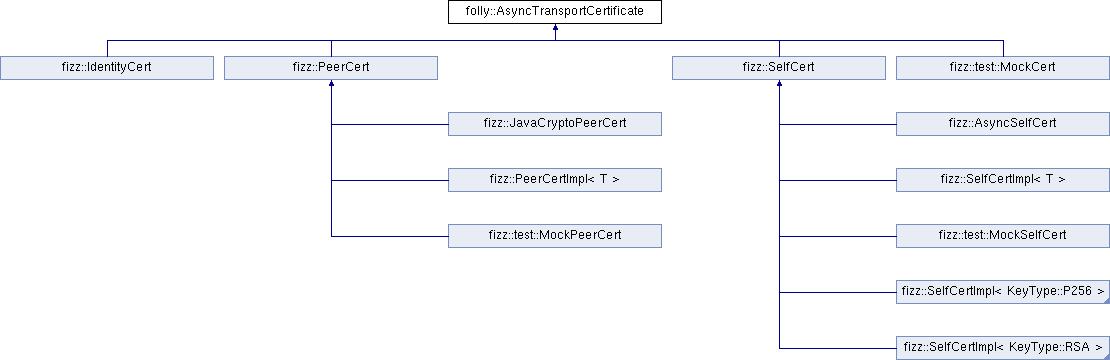 folly::AsyncTransportCertificate
fizz::IdentityCert
fizz::PeerCert
fizz::SelfCert
fizz::test::MockCert
fizz::JavaCryptoPeerCert
fizz::AsyncSelfCert
fizz::PeerCertImpl< T >
fizz::SelfCertImpl< T >
fizz::test::MockPeerCert
fizz::test::MockSelfCert
fizz::SelfCertImpl< KeyType::P256 >
fizz::SelfCertImpl< KeyType::RSA >